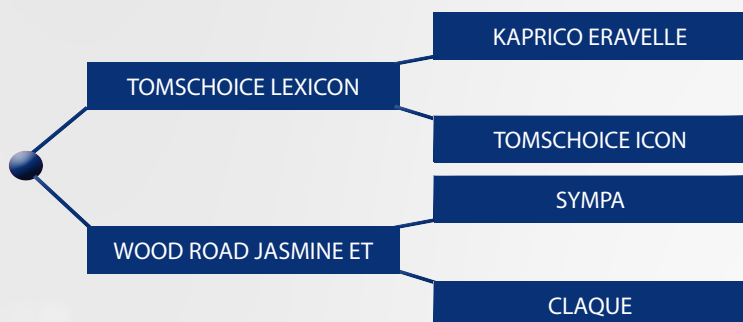 KAPRICO ERAVELLE
TOMSCHOICE LEXICON
TOMSCHOICE ICON
SYMPA
WOOD ROAD JASMINE ET
CLAQUE